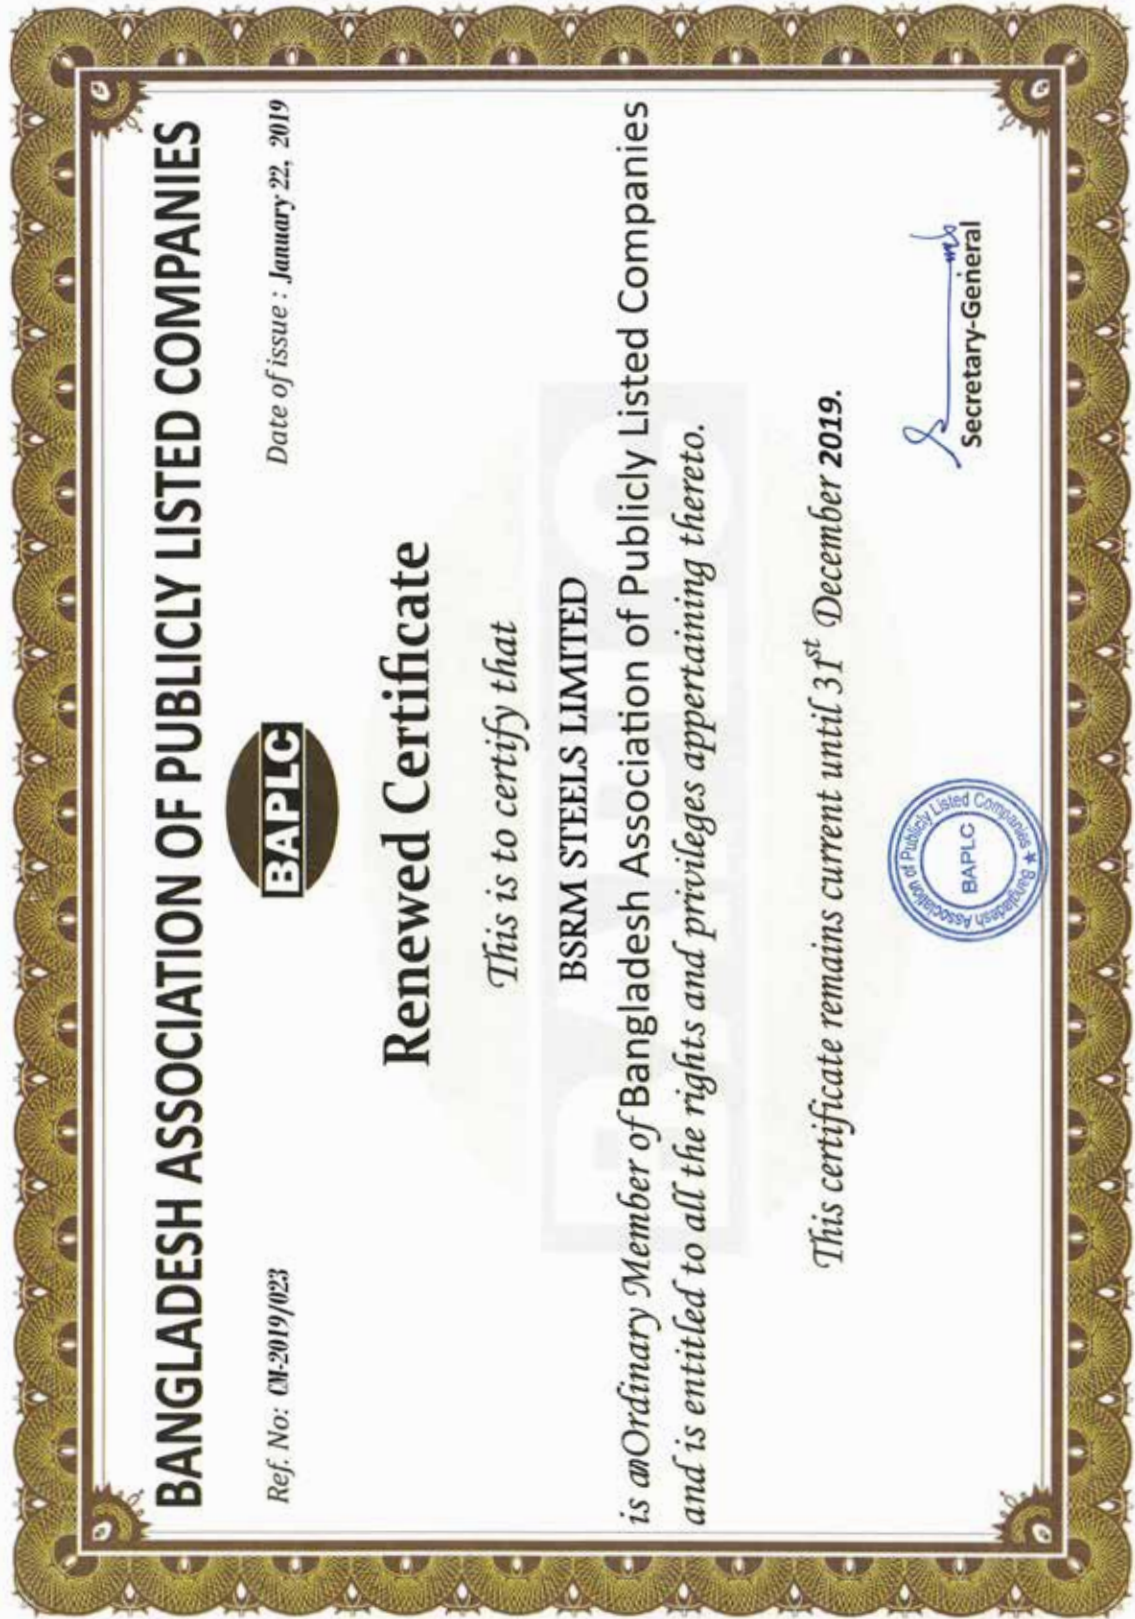 BANGLADESH ASSOCIATION OF PUBLICLY LISTED COMPANIES
Ref. No: CM-2019/023
BAPLC
Date of issue : January 22, 2019
Renewed Certificate
This is to certify that
BSRM STEELS LIMITED
is an Ordinary Member of Bangladesh Association of Publicly Listed Companies
and is entitled to all the rights and privileges appertaining thereto.
This certificate remains current until 31st December 2019.
Bangladesh Association of Publicly Listed Companies ★
BAPLC
Secretary-General